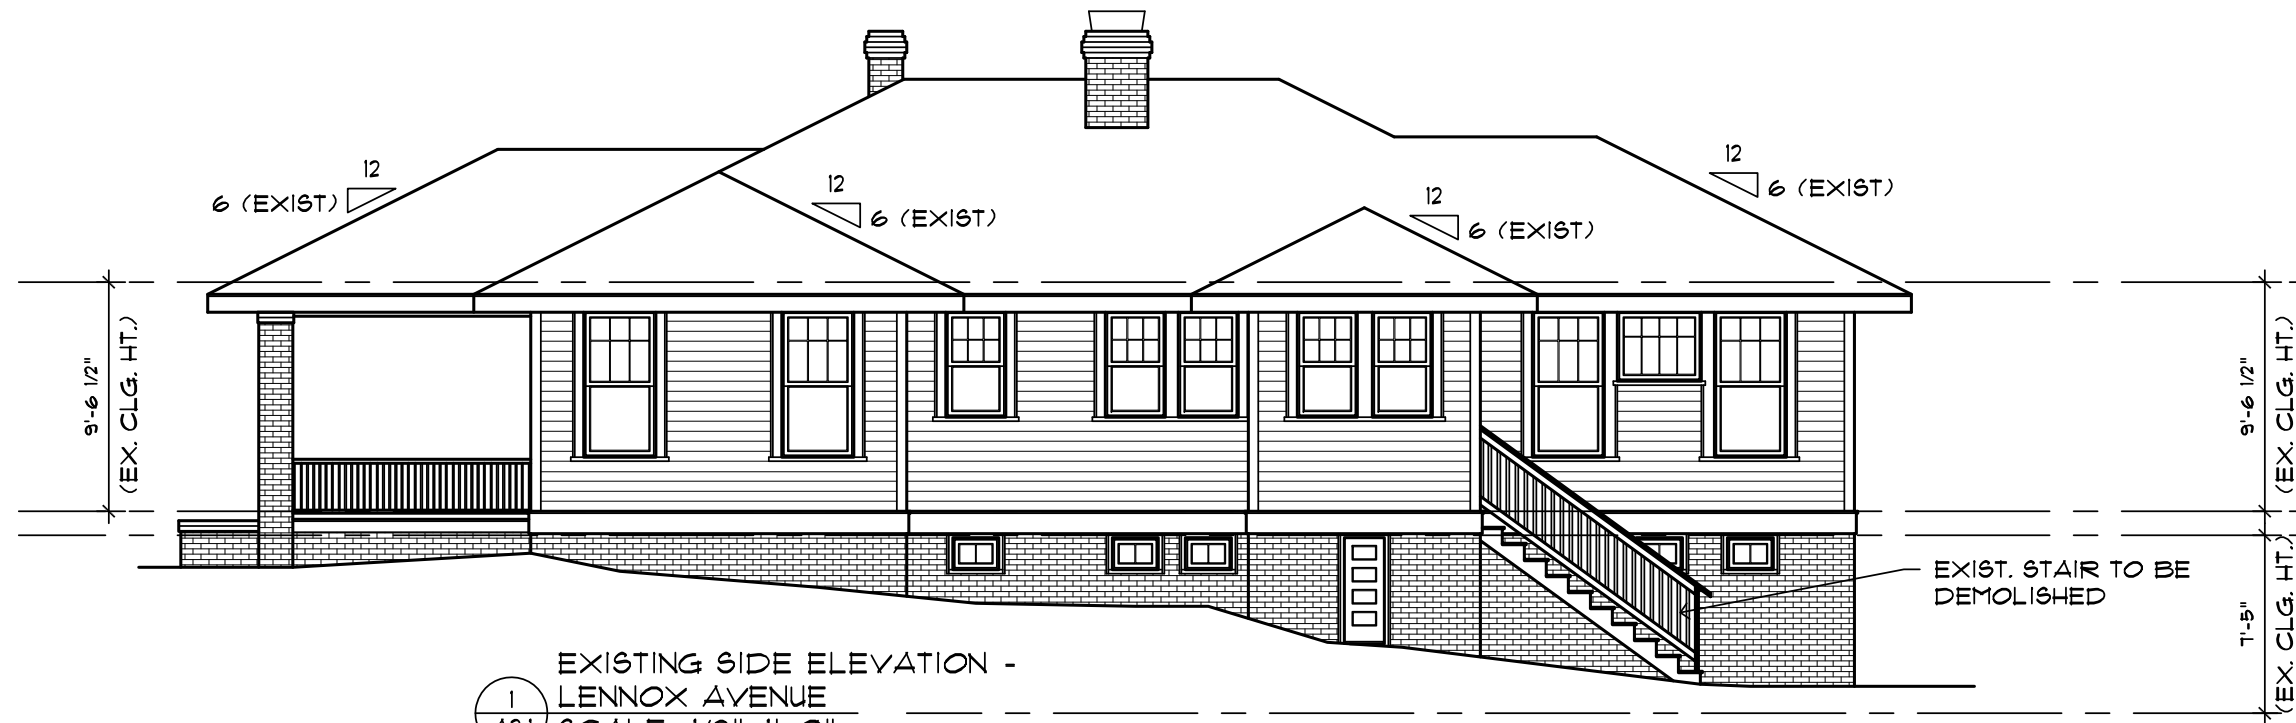 12
6 (EXIST)
12
6 (EXIST)
12
6 (EXIST)
12
6 (EXIST)
9'-6 1/2"
(EX. CLG. HT.)
9'-6 1/2"
(EX. CLG. HT.)
7'-5"
(EX. CLG. HT.)
EXIST. STAIR TO BE
DEMOLISHED
1
EXISTING SIDE ELEVATION -
LENNOX AVENUE